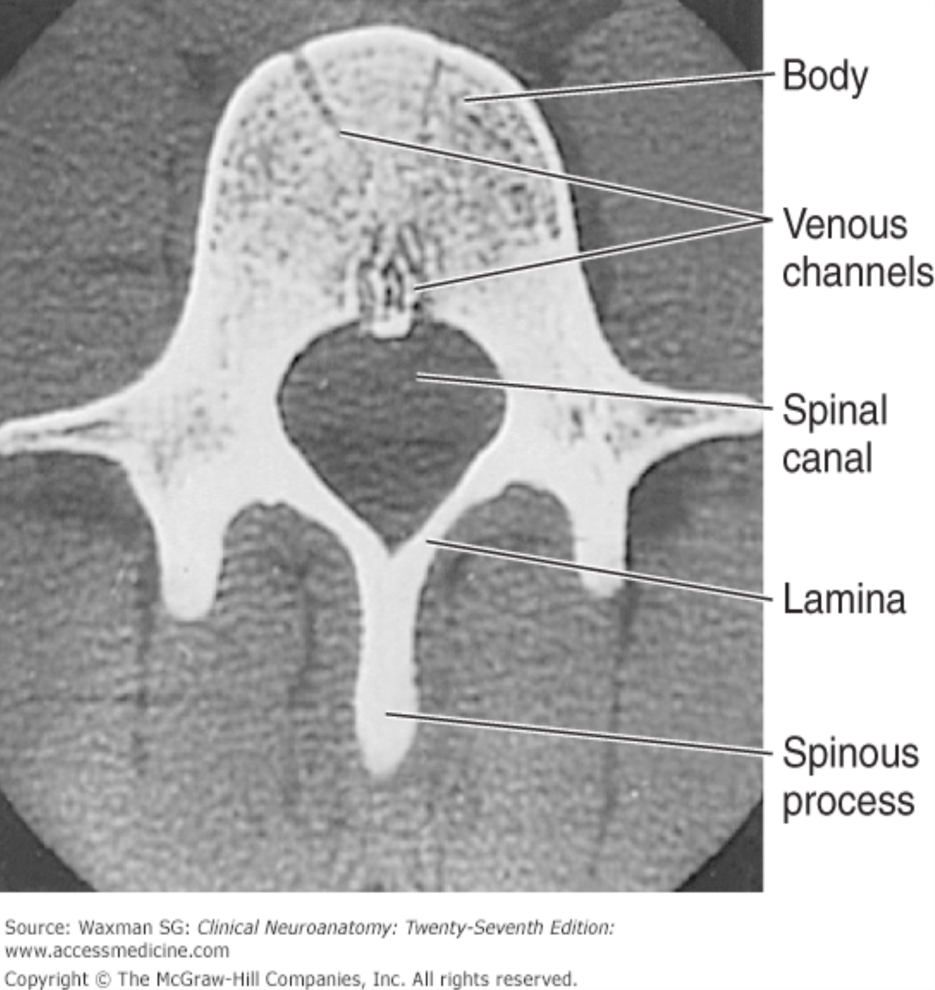 Body
Venous
channels
Spinal
canal
Lamina
Spinous
process
Source: Waxman SG: Clinical Neuroanatomy: Twenty-Seventh Edition:
www.accessmedicine.com
Copyright © The McGraw-Hill Companies, Inc. All rights reserved.